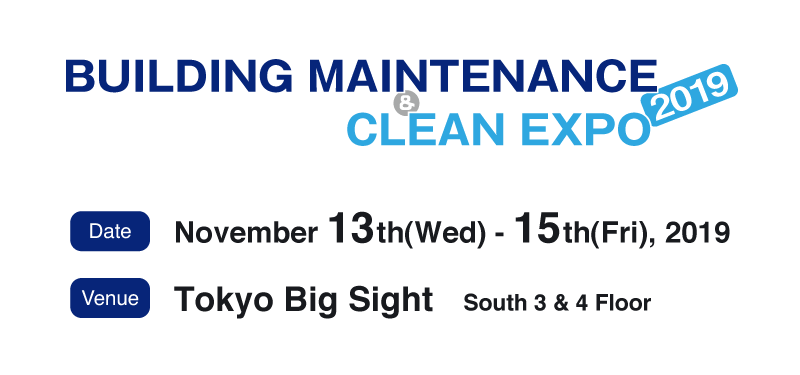 BUILDING MAINTENANCE
&
CLEAN EXPO 2019
Date November 13th(Wed) - 15th(Fri), 2019
Venue Tokyo Big Sight South 3 & 4 Floor